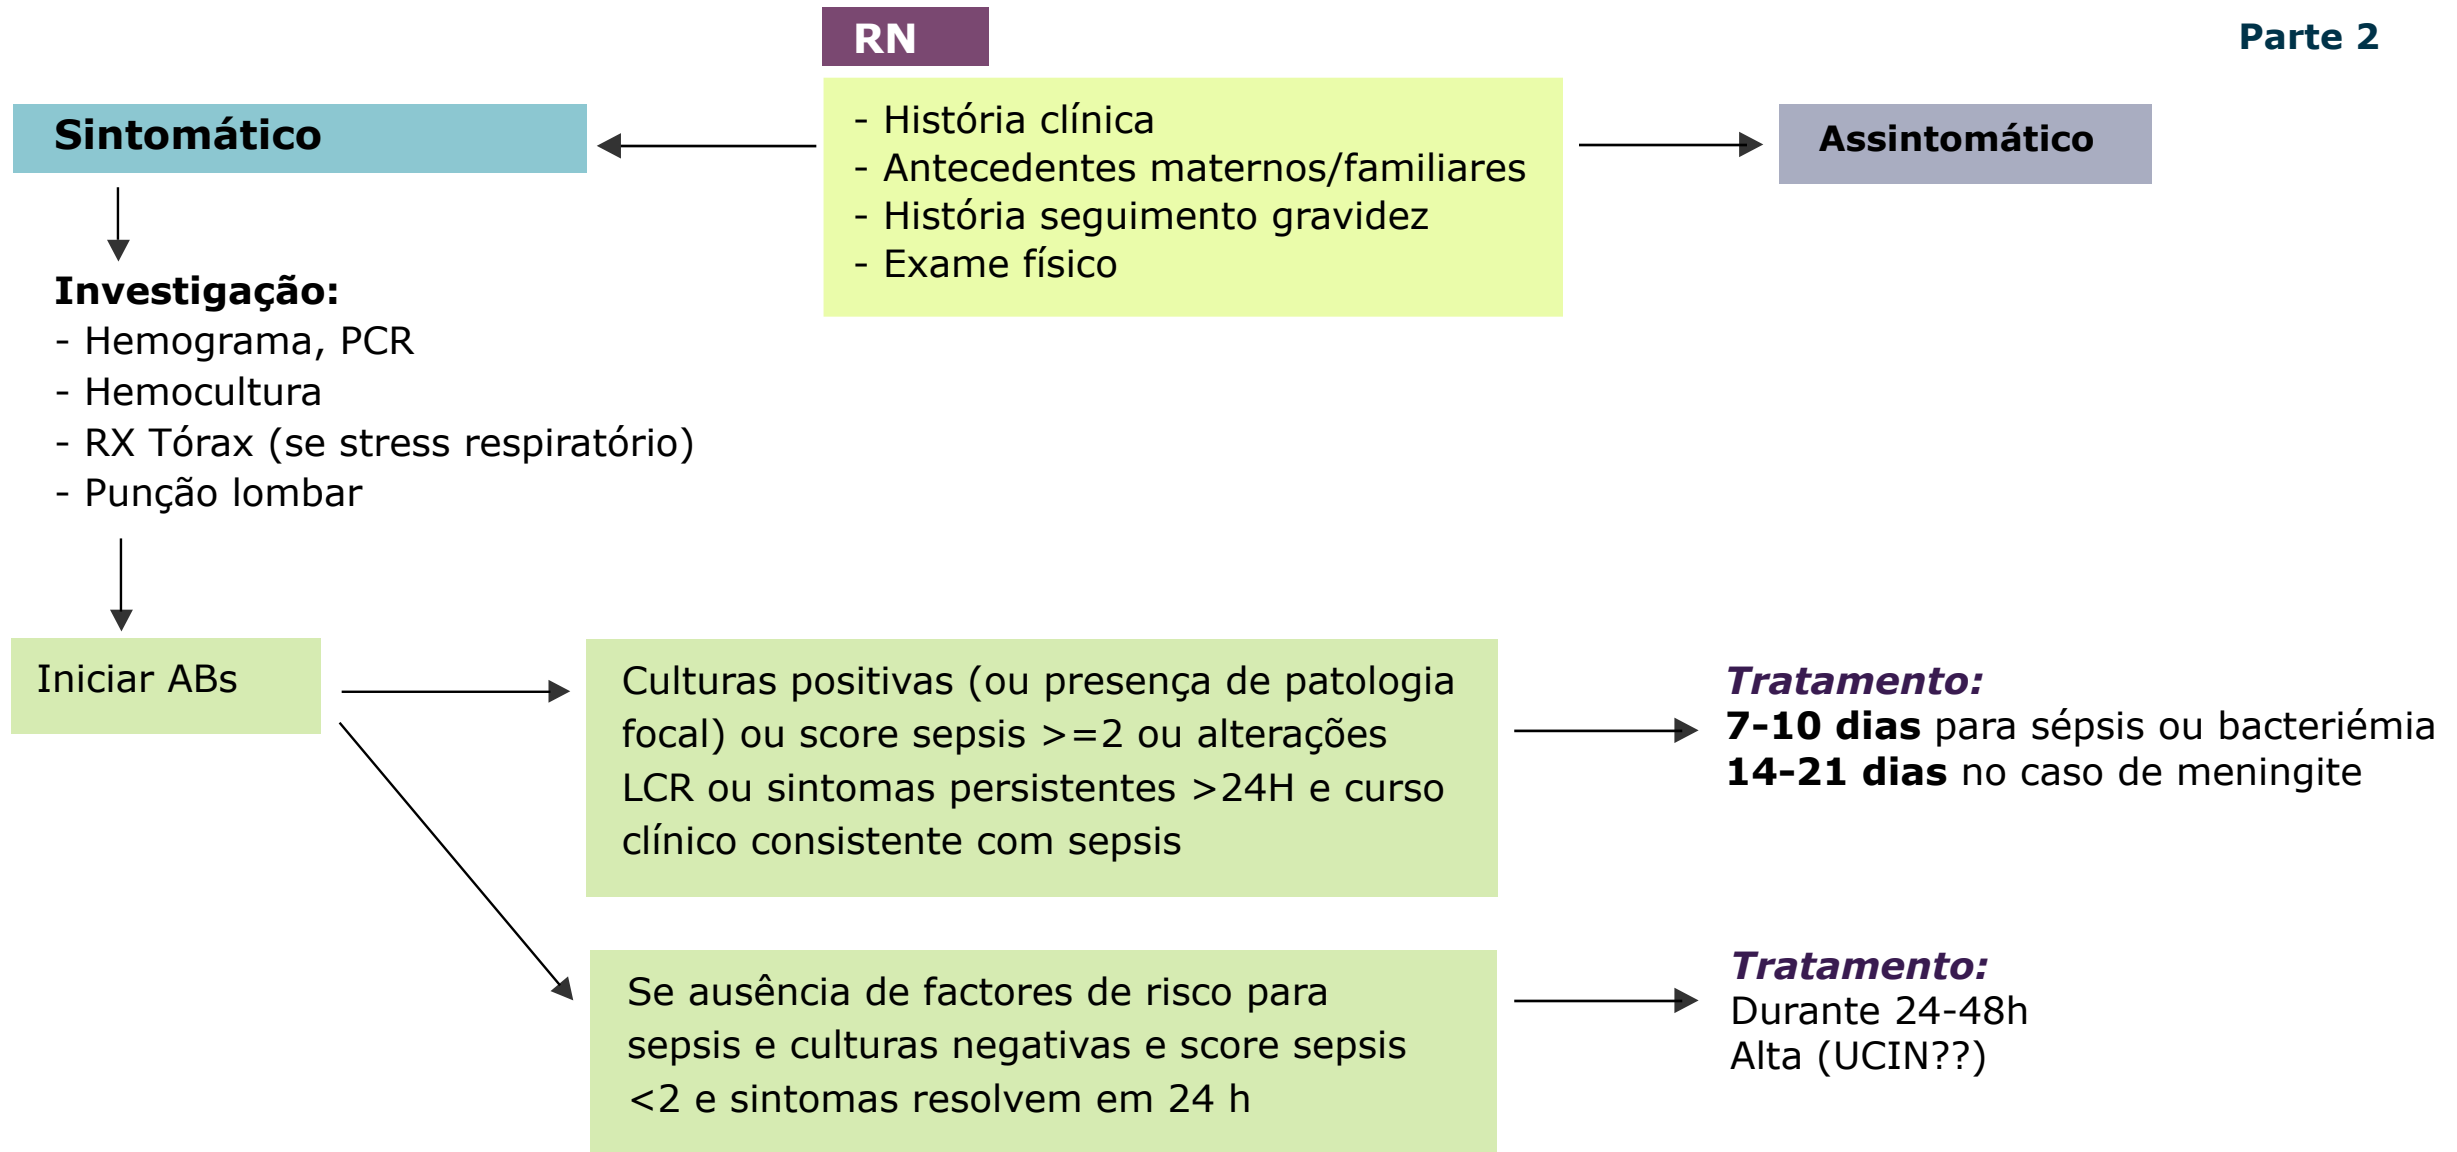 RN
Parte 2
Sintomático
- História clínica
- Antecedentes maternos/familiares
- História seguimento gravidez
- Exame físico
Assintomático
Investigação:
- Hemograma, PCR
- Hemocultura
- RX Tórax (se stress respiratório)
- Punção lombar
Iniciar ABs
Culturas positivas (ou presença de patologia
focal) ou score sepsis >=2 ou alterações
LCR ou sintomas persistentes >24H e curso
clínico consistente com sepsis
Tratamento:
7-10 dias para sépsis ou bacteriémia
14-21 dias no caso de meningite
Se ausência de factores de risco para
sepsis e culturas negativas e score sepsis
<2 e sintomas resolvem em 24 h
Tratamento:
Durante 24-48h
Alta (UCIN??)